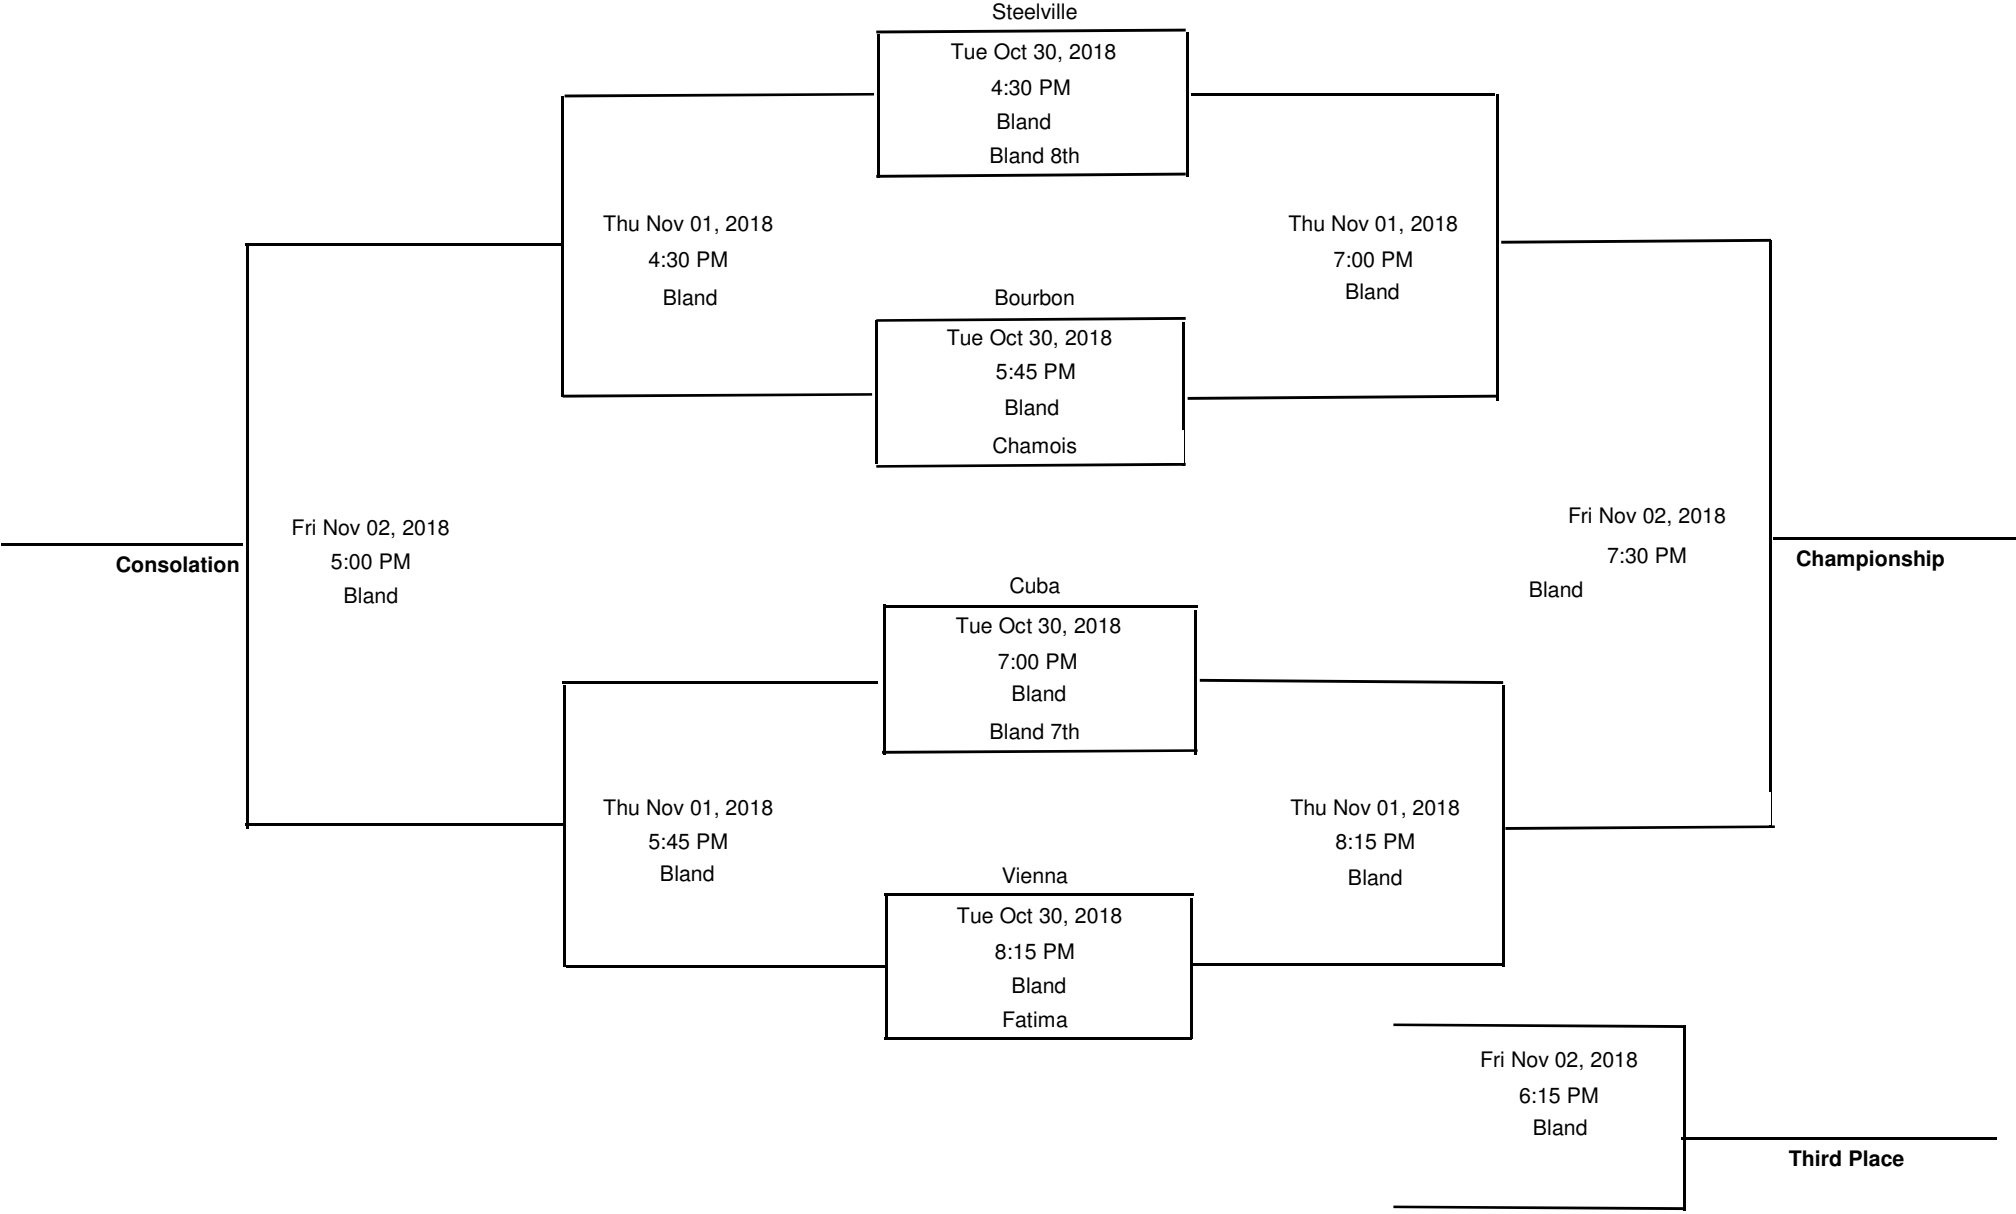 Steelville
Tue Oct 30, 2018
4:30 PM
Bland
Bland 8th
Thu Nov 01, 2018
4:30 PM
Bland
Thu Nov 01, 2018
7:00 PM
Bland
Bourbon
Tue Oct 30, 2018
5:45 PM
Bland
Chamois
Fri Nov 02, 2018
5:00 PM
Bland
Consolation
Fri Nov 02, 2018
7:30 PM
Bland
Championship
Cuba
Tue Oct 30, 2018
7:00 PM
Bland
Bland 7th
Thu Nov 01, 2018
5:45 PM
Bland
Thu Nov 01, 2018
8:15 PM
Bland
Vienna
Tue Oct 30, 2018
8:15 PM
Bland
Fatima
Fri Nov 02, 2018
6:15 PM
Bland
Third Place